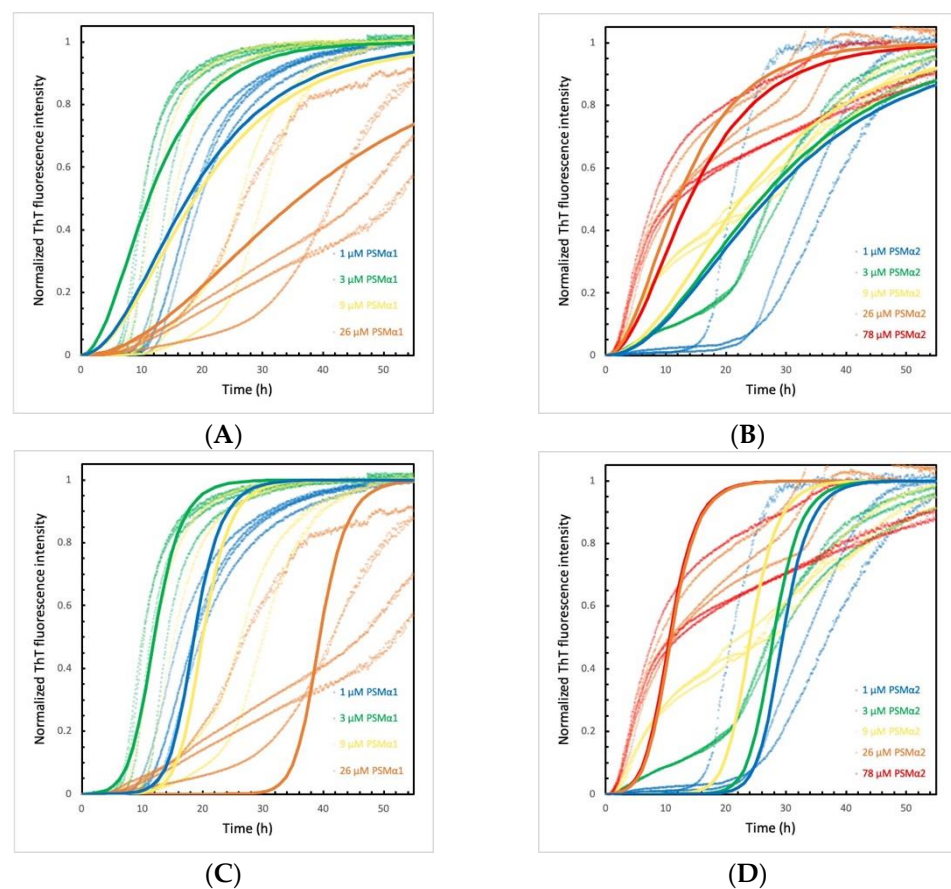 Normalized ThT fluorescence intensity
1
0.8
0.6
0.4
0.2
0
1 µM PSMα1
3 µM PSMα1
9 µM PSMα1
26 µM PSMα1
0 10 20 30 40 50
Time (h)
(A)
Normalized ThT fluorescence intensity
1
0.8
0.6
0.4
0.2
0
1 µM PSMα2
3 µM PSMα2
9 µM PSMα2
26 µM PSMα2
78 µM PSMα2
0 10 20 30 40 50
Time (h)
(B)
Normalized ThT fluorescence intensity
1
0.8
0.6
0.4
0.2
0
1 µM PSMα1
3 µM PSMα1
9 µM PSMα1
26 µM PSMα1
0 10 20 30 40 50
Time (h)
(C)
Normalized ThT fluorescence intensity
1
0.8
0.6
0.4
0.2
0
1 µM PSMα2
3 µM PSMα2
9 µM PSMα2
26 µM PSMα2
78 µM PSMα2
0 10 20 30 40 50
Time (h)
(D)